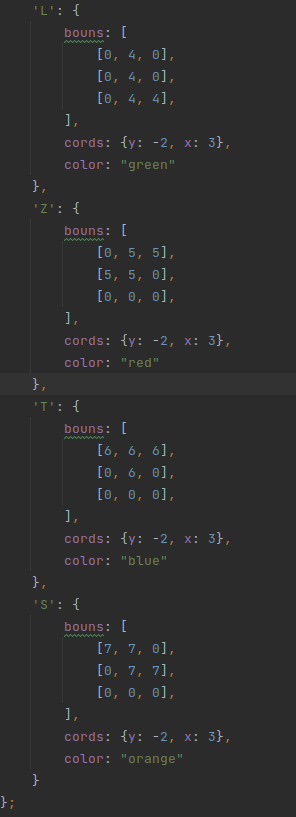 'L': {
bouns: [
[0, 4, 0],
[0, 4, 0],
[0, 4, 4],
],
cords: {y: -2, x: 3},
color: "green"
},
'Z': {
bouns: [
[0, 5, 5],
[5, 5, 0],
[0, 0, 0],
],
cords: {y: -2, x: 3},
color: "red"
},
'T': {
bouns: [
[6, 6, 6],
[0, 6, 0],
[0, 0, 0],
],
cords: {y: -2, x: 3},
color: "blue"
},
'S': {
bouns: [
[7, 7, 0],
[0, 7, 7],
[0, 0, 0],
],
cords: {y: -2, x: 3},
color: "orange"
}
};